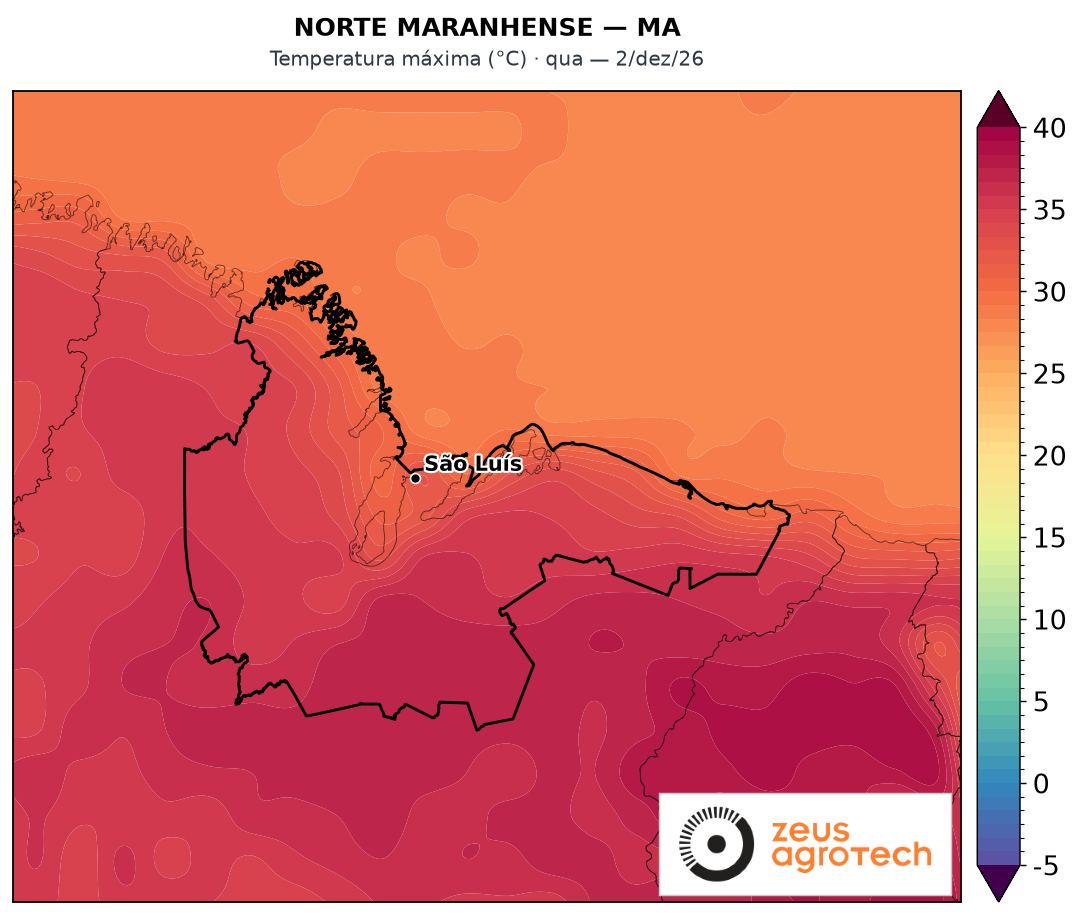 NORTE MARANHENSE — MA
Temperatura máxima (°C) · qua — 2/dez/26
40
35
30
25
20
15
10
5
0
-5
São Luís
zeus
agrotech